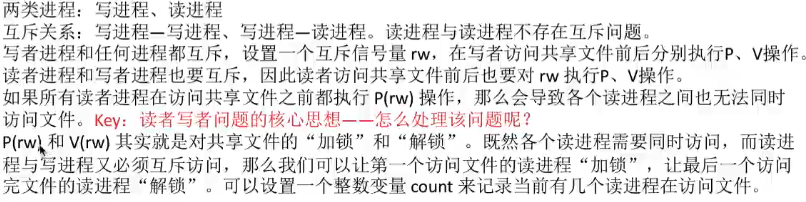 两类进程：写进程、读进程
互斥关系：写进程—写进程、写进程—读进程。读进程与读进程不存在互斥问题。
写者进程和任何进程都互斥，设置一个互斥信号量 rw，在写者访问共享文件前后分别执行P、V操作。
读者进程和写者进程也要互斥，因此读者访问共享文件前后也要对 rw 执行P、V操作。
如果所有读者进程在访问共享文件之前都执行 P(rw) 操作，那么会导致各个读进程之间也无法同时
访问文件。Key：读者写者问题的核心思想——怎么处理该问题呢？
P(rw) 和 V(rw) 其实就是对共享文件的“加锁”和“解锁”。既然各个读进程需要同时访问，而读进
程与写进程又必须互斥访问，那么我们可以让第一个访问文件的读进程“加锁”，让最后一个访问
完文件的读进程“解锁”。可以设置一个整数变量 count 来记录当前有几个读进程在访问文件。